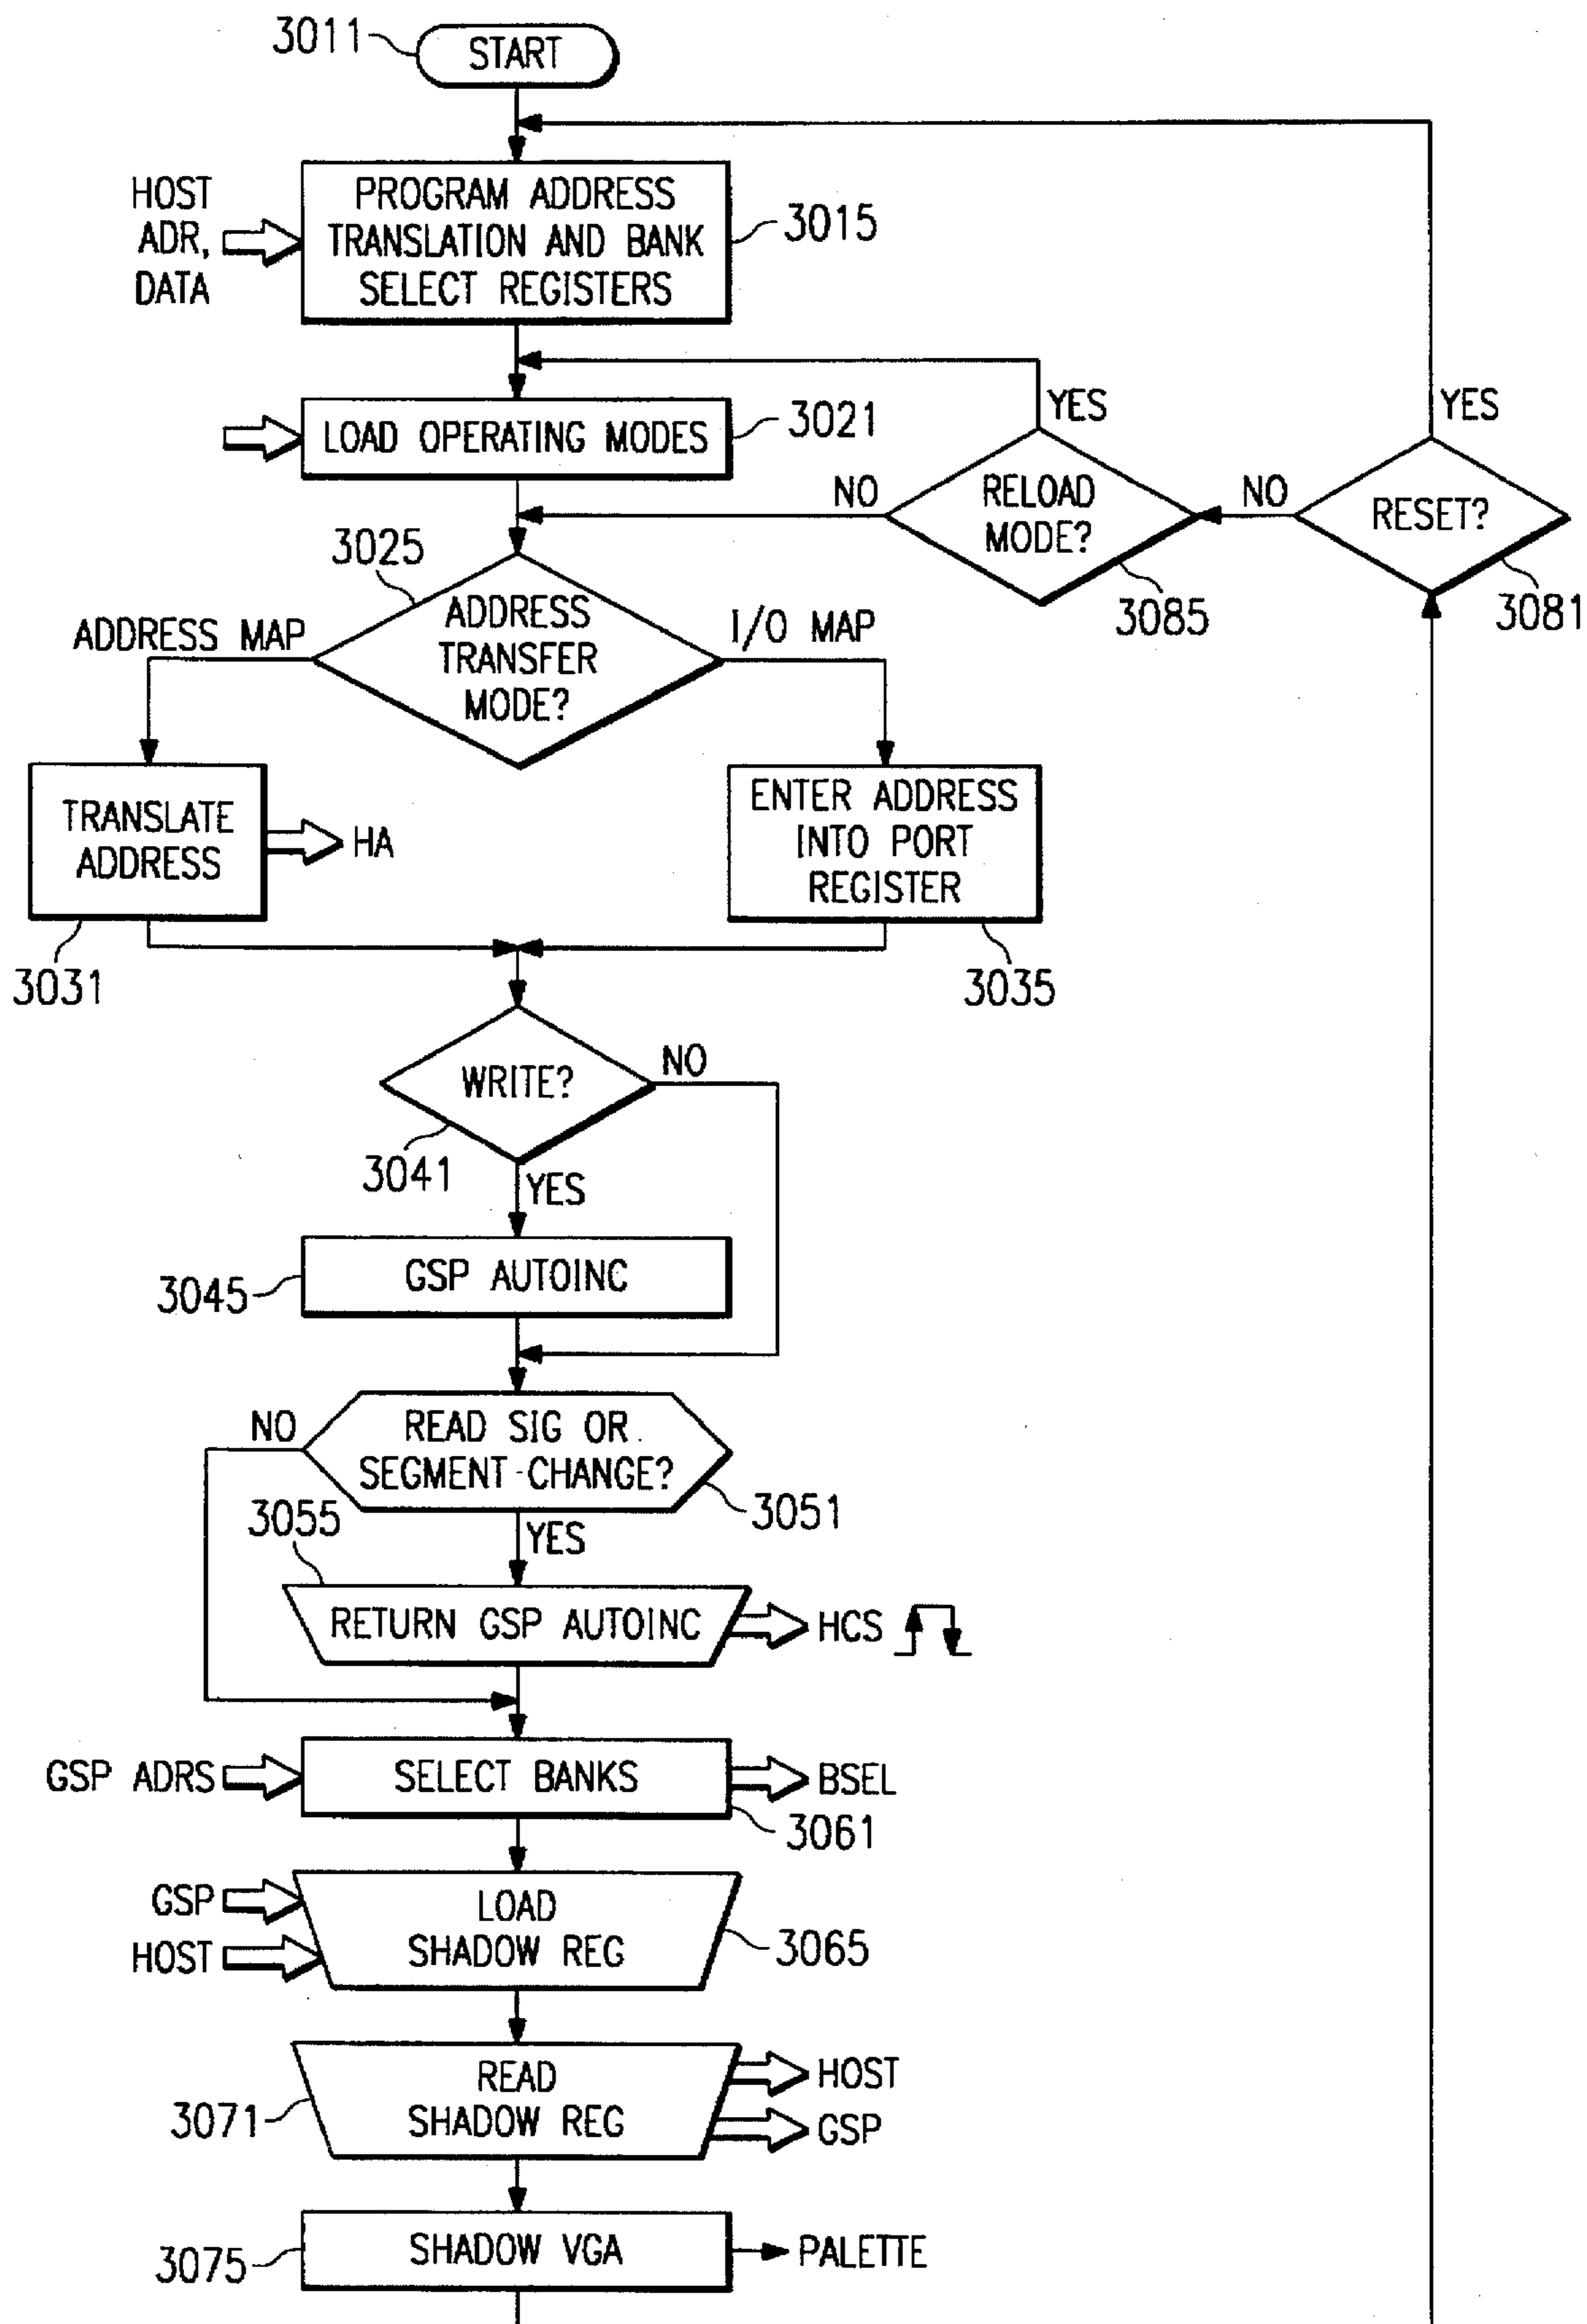 3011
START
HOST
ADR,
DATA
PROGRAM ADDRESS
TRANSLATION AND BANK
SELECT REGISTERS
3015
LOAD OPERATING MODES
3021
YES
YES
NO
RELOAD
MODE?
3085
NO
RESET?
3081
3025
ADDRESS MAP
ADDRESS
TRANSFER
MODE?
I/O MAP
TRANSLATE
ADDRESS
HA
3031
ENTER ADDRESS
INTO PORT
REGISTER
3035
WRITE?
NO
3041
YES
GSP AUTOINC
3045
NO
READ SIG OR
SEGMENT CHANGE?
3051
3055
YES
RETURN GSP AUTOINC
HCS
GSP ADRS
SELECT BANKS
BSEL
3061
GSP
HOST
LOAD
SHADOW REG
3065
READ
SHADOW REG
HOST
GSP
3071
SHADOW VGA
PALETTE
3075